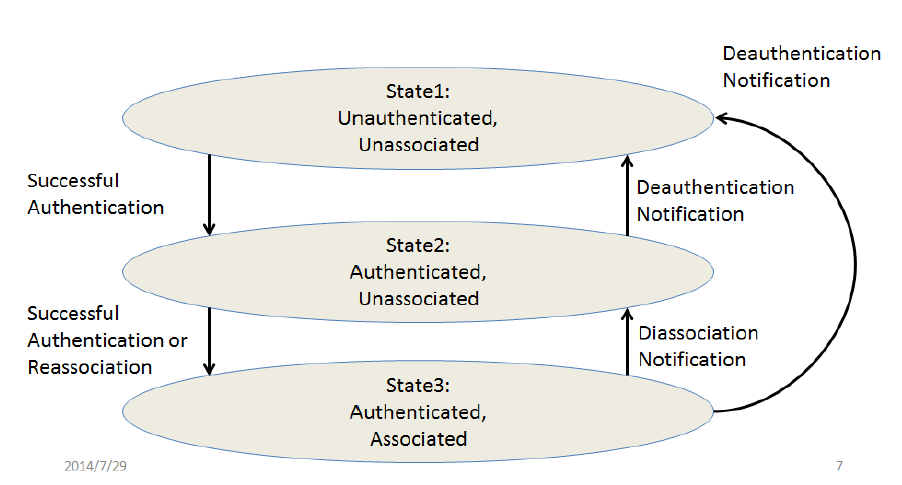 Deauthentication
Notification
State1:
Unauthenticated,
Unassociated
Successful
Authentication
Deauthentication
Notification
State2:
Authenticated,
Unassociated
Successful
Authentication or
Reassociation
Diassociation
Notification
State3:
Authenticated,
Associated
2014/7/29
7